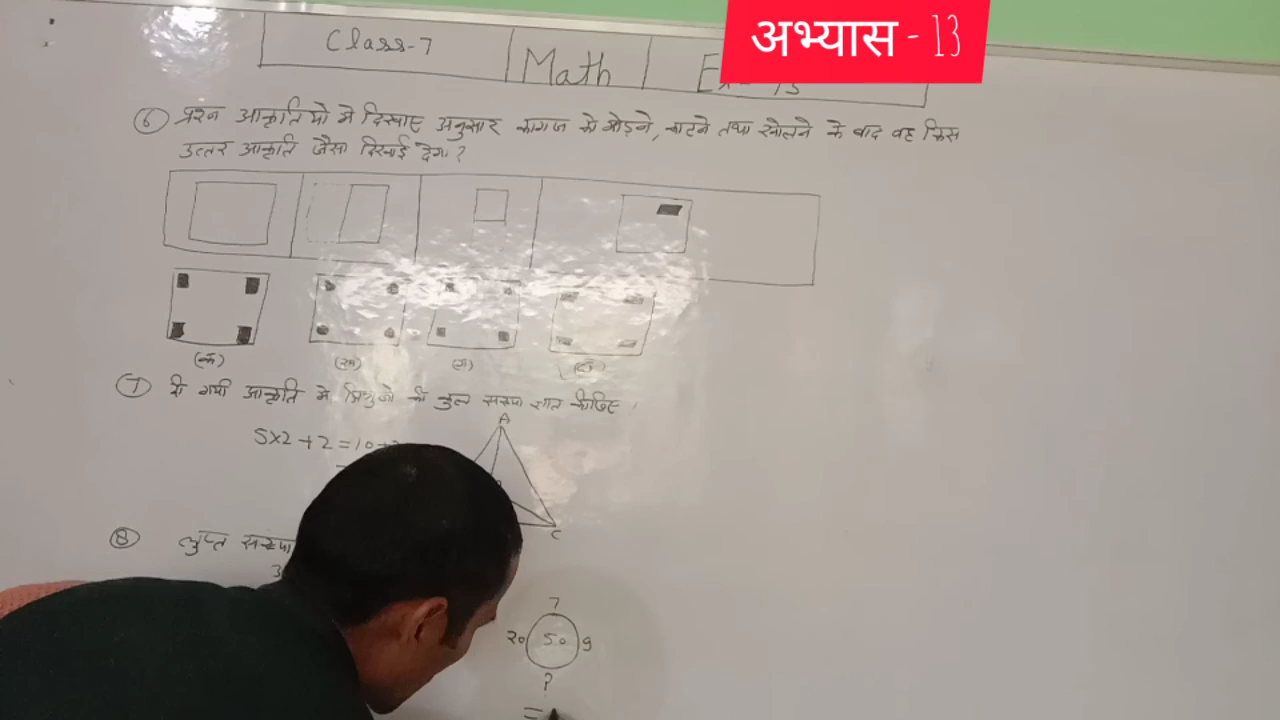 अभ्यास - 13
Class-7
Math
⑥ प्रश्न आकृतियो मे दिखाए अनुसार कागज को मोड़ने, काटने तथा खोलने के बाद वह किस
उत्तर आकृति जैसा दिखाई देगा?
(क)
(ख)
(ग)
(घ)
⑦ दी गयी आकृति मे त्रिभुजो की कुल संख्या ज्ञात कीजिए
A
5×2+2=10+
C
⑧ लुप्त संख्या
3
7
20 50 9
?
=